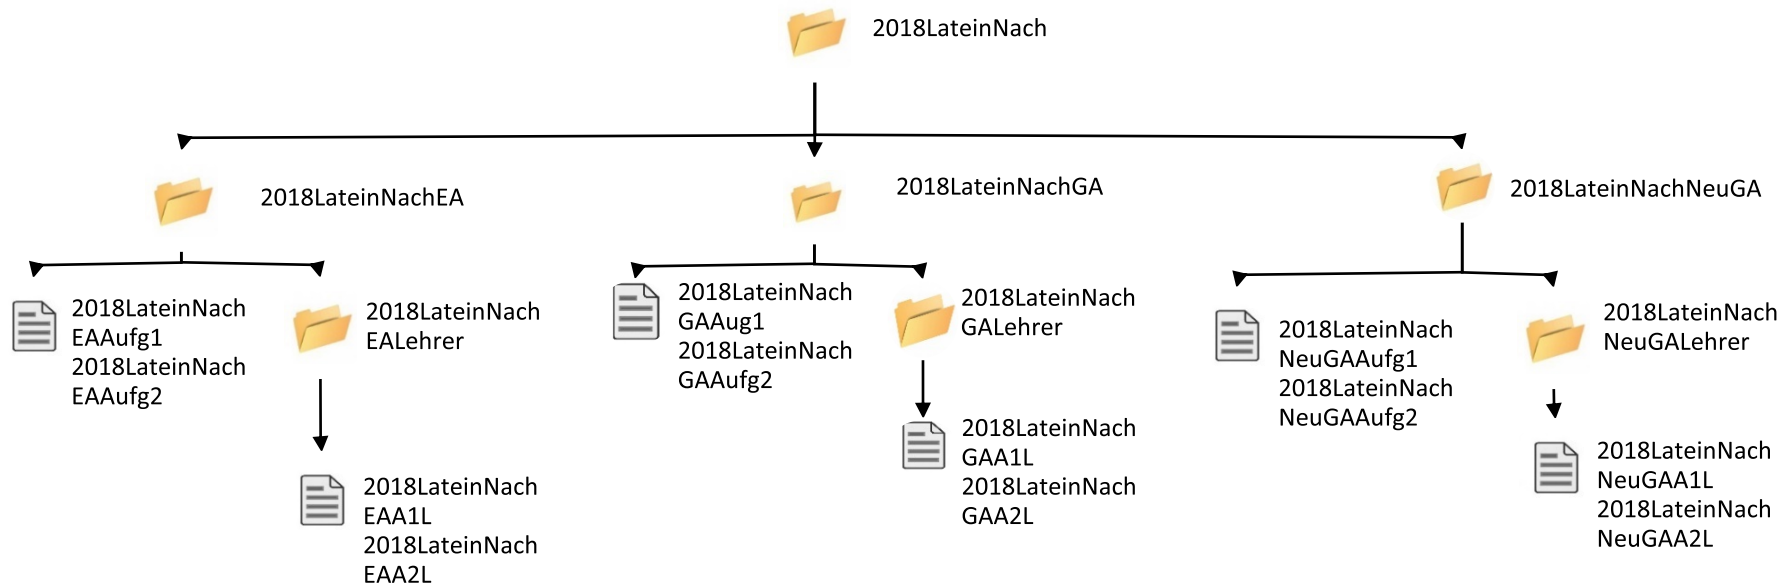 2018LateinNach
2018LateinNachEA
2018LateinNachGA
2018LateinNachNeuGA
2018LateinNach
EAAufg1
2018LateinNach
EAAufg2
2018LateinNach
EALehrer
2018LateinNach
EAA1L
2018LateinNach
EAA2L
2018LateinNach
GAAug1
2018LateinNach
GAAufg2
2018LateinNach
GALehrer
2018LateinNach
GAA1L
2018LateinNach
GAA2L
2018LateinNach
NeuGAAufg1
2018LateinNach
NeuGAAufg2
2018LateinNach
NeuGALehrer
2018LateinNach
NeuGAA1L
2018LateinNach
NeuGAA2L